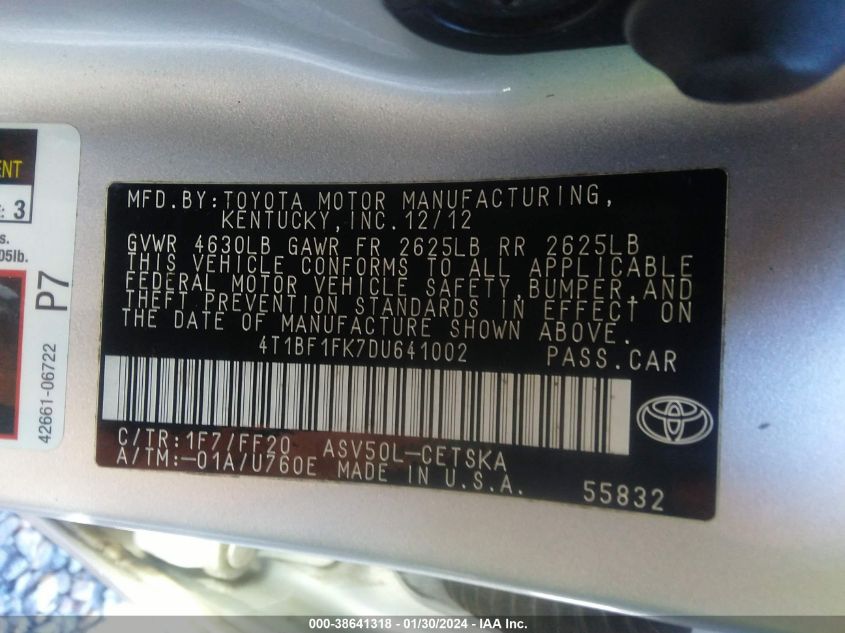 ENT
E: 3
s.
05lb.
P7
42661-06722
MFD.BY:TOYOTA MOTOR MANUFACTURING,
KENTUCKY, INC. 12/12
GVWR 4630LB GAWR FR 2625LB RR 2625LB
THIS VEHICLE CONFORMS TO ALL APPLICABLE
FEDERAL MOTOR VEHICLE SAFETY, BUMPER, AND
THEFT PREVENTION STANDARDS IN EFFECT ON
THE DATE OF MANUFACTURE SHOWN ABOVE.
4T1BF1FK7DU641002 PASS.CAR
C/TR:1F7/FF20 ASV50L-CETSKA
A/TM:-01A/U760E MADE IN U.S.A.
55832
000-38641318 - 01/30/2024 - IAA Inc.